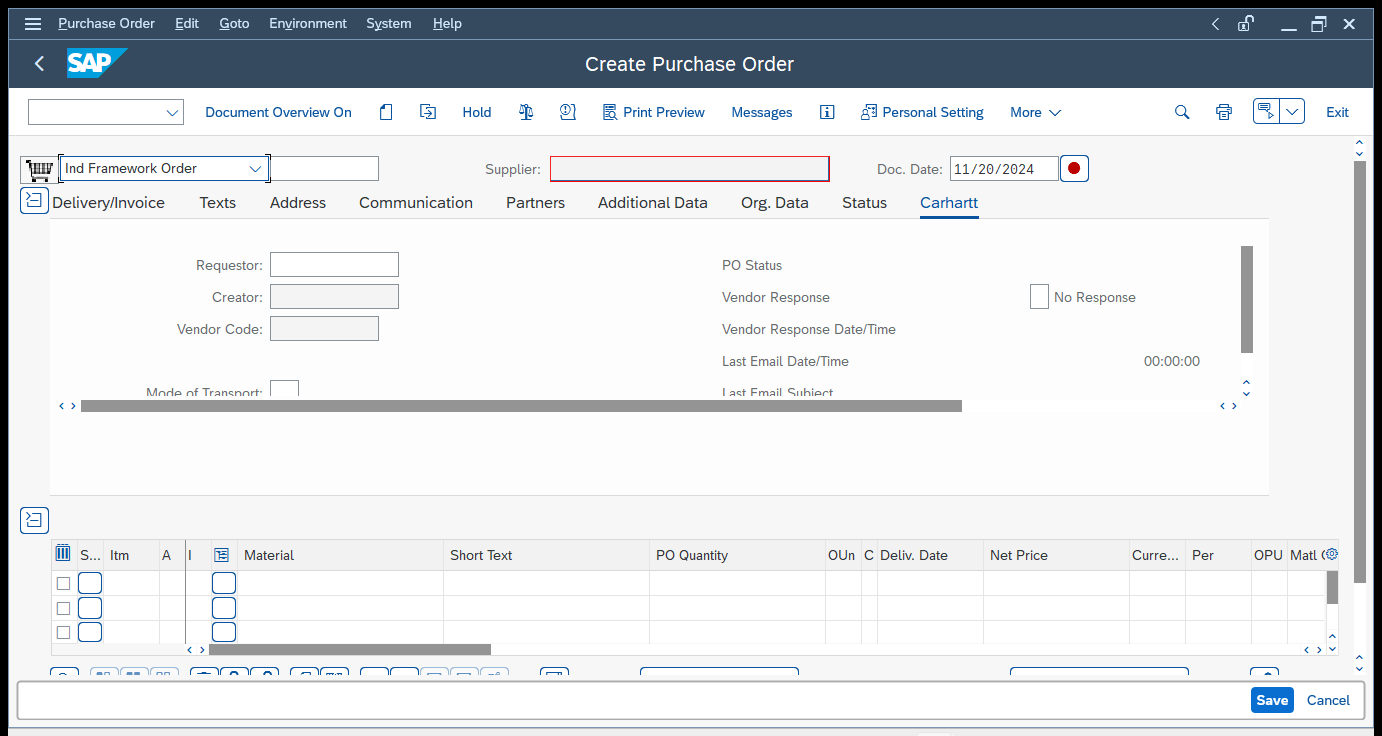 Purchase Order Edit Goto Environment System Help
SAP Create Purchase Order
Document Overview On Hold Print Preview Messages Personal Setting More Exit
Ind Framework Order Supplier: Doc. Date: 11/20/2024
Delivery/Invoice Texts Address Communication Partners Additional Data Org. Data Status Carhartt
Requestor: PO Status
Creator: Vendor Response No Response
Vendor Code: Vendor Response Date/Time
Last Email Date/Time 00:00:00
Mode of Transport: Last Email Subject
S... Itm A I Material Short Text PO Quantity OUn C Deliv. Date Net Price Curre... Per OPU Matl
Save Cancel